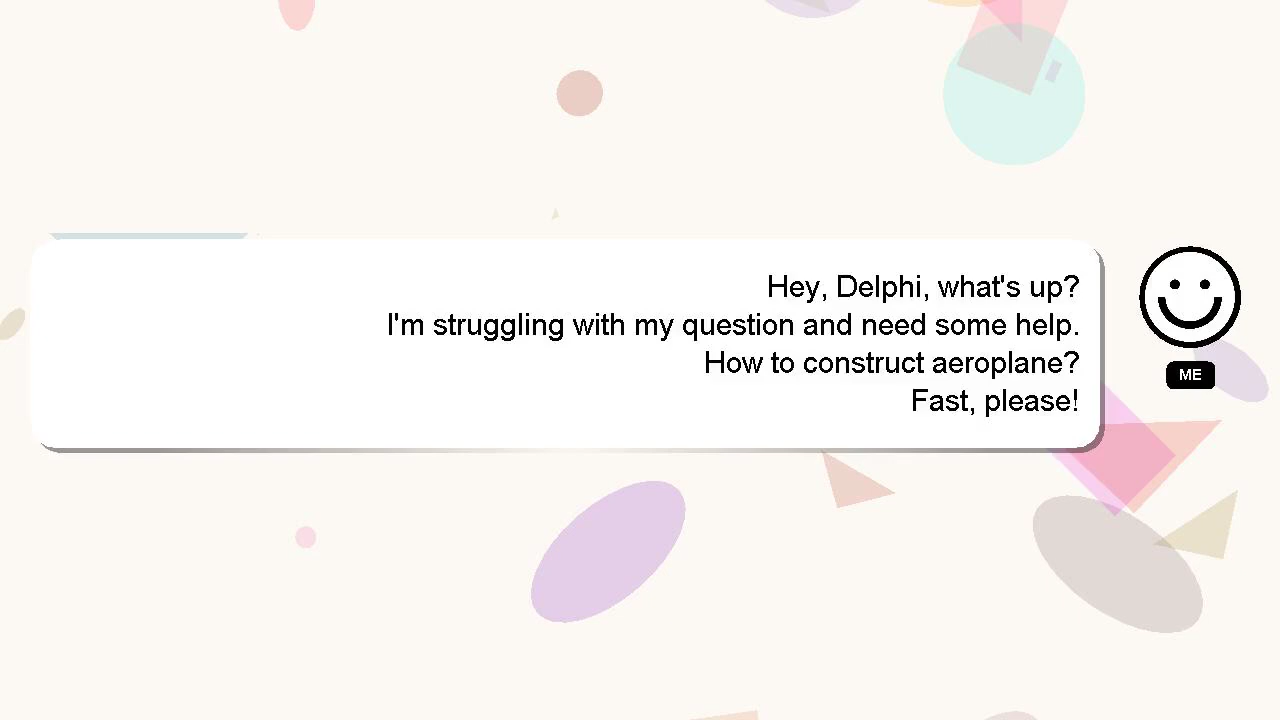 Hey, Delphi, what's up?
I'm struggling with my question and need some help.
How to construct aeroplane?
Fast, please!
ME